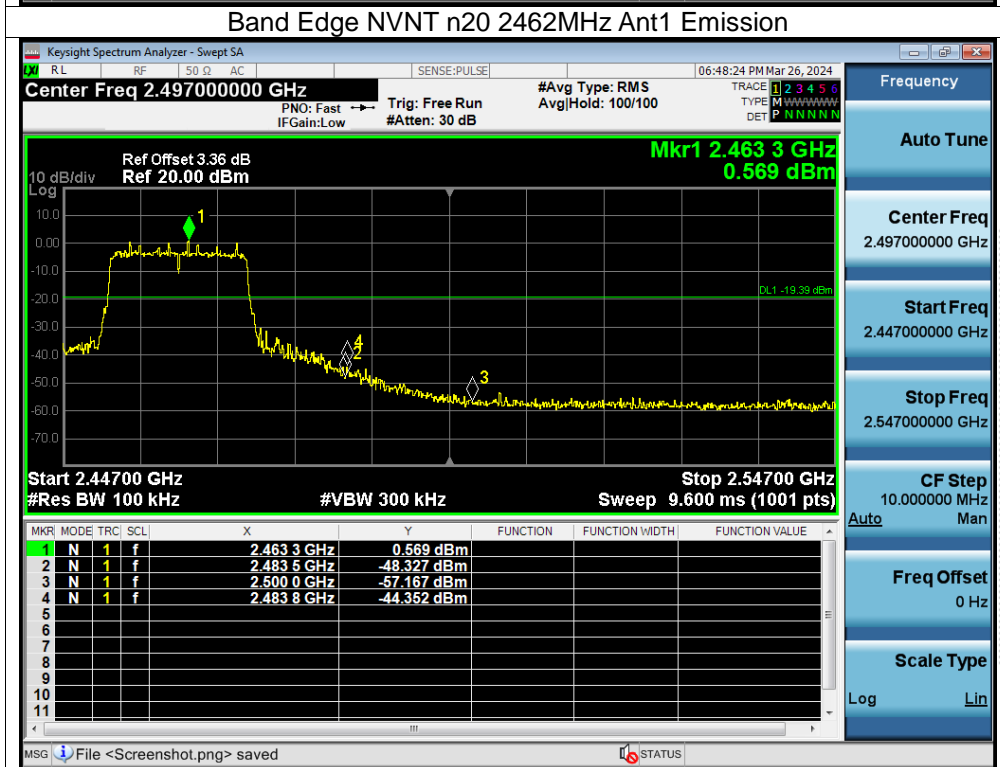 Band Edge NVNT n20 2462MHz Ant1 Emission
Keysight Spectrum Analyzer - Swept SA
LXI RL RF 50 Ω AC SENSE:PULSE 06:48:24 PM Mar 26, 2024
Center Freq 2.497000000 GHz #Avg Type: RMS TRACE 1 2 3 4 5 6
PNO: Fast Trig: Free Run Avg|Hold: 100/100 TYPE M WWWWW
IFGain:Low #Atten: 30 dB DET P N N N N N
Mkr1 2.463 3 GHz
0.569 dBm
Ref Offset 3.36 dB
10 dB/div Ref 20.00 dBm
Log
10.0
0.00
-10.0
-20.0
-30.0
-40.0
-50.0
-60.0
-70.0
1
4
2
3
DL1 -19.39 dBm
Start 2.44700 GHz Stop 2.54700 GHz
#Res BW 100 kHz #VBW 300 kHz Sweep 9.600 ms (1001 pts)
MKR MODE TRC SCL X Y FUNCTION FUNCTION WIDTH FUNCTION VALUE
1 N 1 f 2.463 3 GHz 0.569 dBm
2 N 1 f 2.483 5 GHz -48.327 dBm
3 N 1 f 2.500 0 GHz -57.167 dBm
4 N 1 f 2.483 8 GHz -44.352 dBm
5
6
7
8
9
10
11
MSG File <Screenshot.png> saved STATUS
Frequency
Auto Tune
Center Freq
2.497000000 GHz
Start Freq
2.447000000 GHz
Stop Freq
2.547000000 GHz
CF Step
10.000000 MHz
Auto Man
Freq Offset
0 Hz
Scale Type
Log Lin